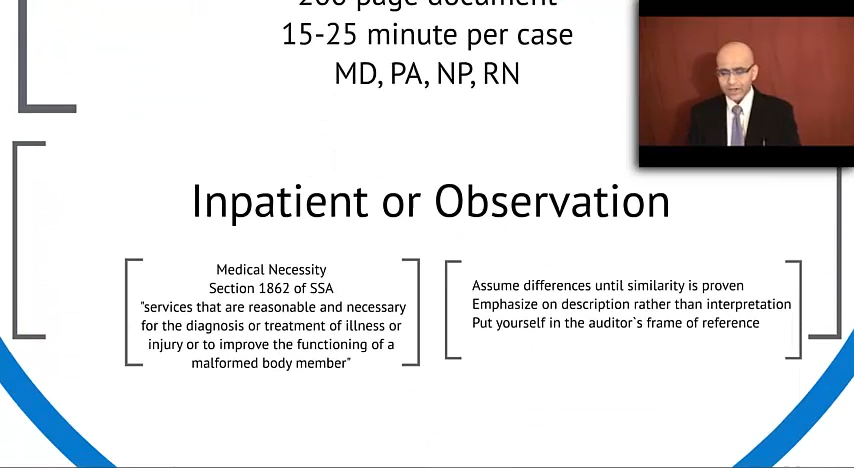 200 page document
15-25 minute per case
MD, PA, NP, RN
Inpatient or Observation
Medical Necessity
Section 1862 of SSA
"services that are reasonable and necessary
for the diagnosis or treatment of illness or
injury or to improve the functioning of a
malformed body member"
Assume differences until similarity is proven
Emphasize on description rather than interpretation
Put yourself in the auditor`s frame of reference